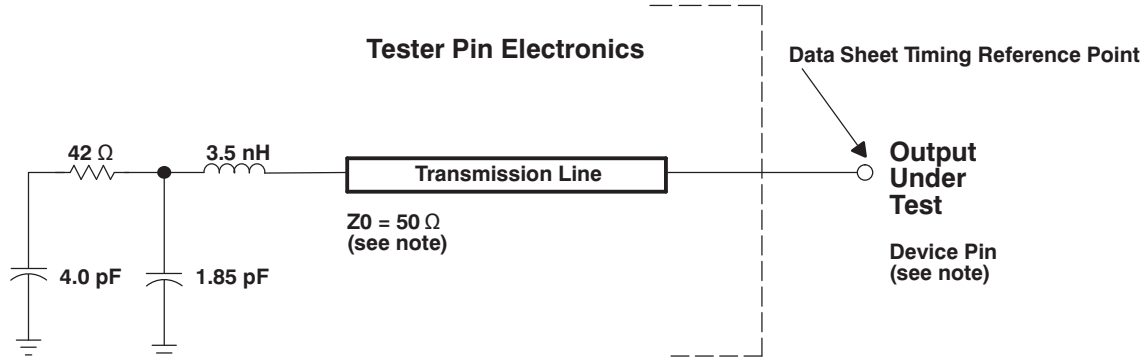 Tester Pin Electronics
Data Sheet Timing Reference Point
42 Ω
3.5 nH
Transmission Line
Output
Under
Test
Z0 = 50 Ω
(see note)
Device Pin
(see note)
4.0 pF
1.85 pF